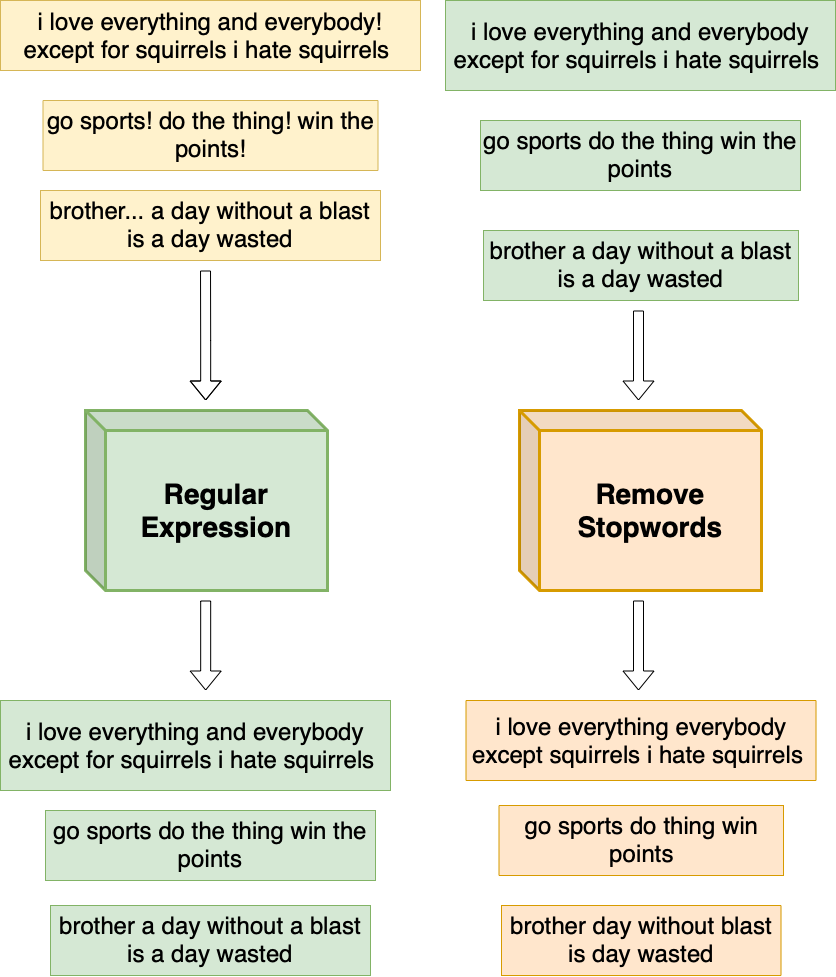 i love everything and everybody!
except for squirrels i hate squirrels
go sports! do the thing! win the
points!
brother... a day without a blast
is a day wasted
Regular
Expression
i love everything and everybody
except for squirrels i hate squirrels
go sports do the thing win the
points
brother a day without a blast
is a day wasted
i love everything and everybody
except for squirrels i hate squirrels
go sports do the thing win the
points
brother a day without a blast
is a day wasted
Remove
Stopwords
i love everything everybody
except squirrels i hate squirrels
go sports do thing win
points
brother day without blast
is day wasted